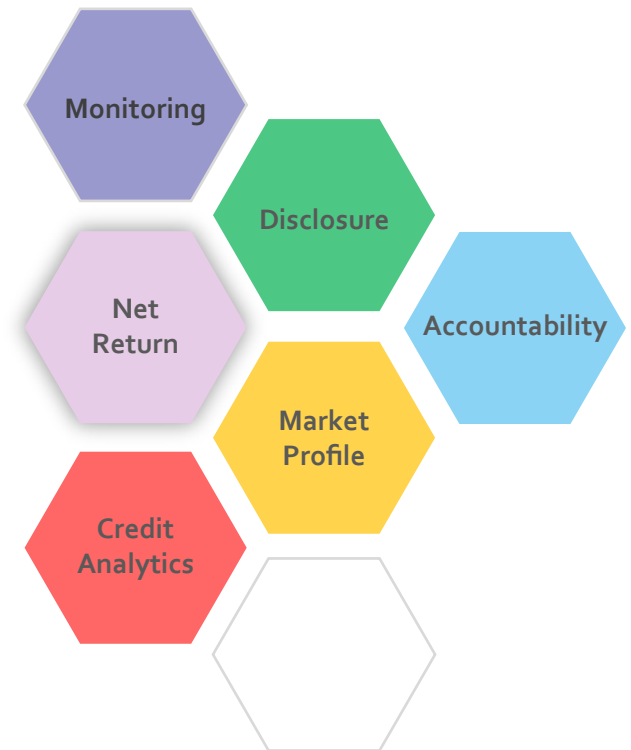 Monitoring
Disclosure
Net
Return
Accountability
Market
Profile
Credit
Analytics